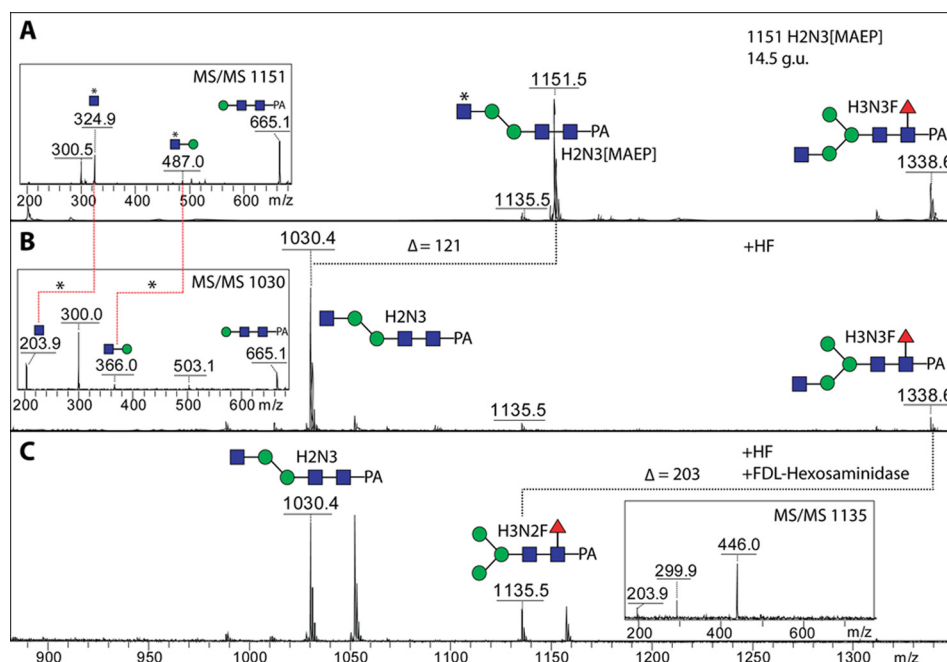 A
1151 H2N3[MAEP]
14.5 g.u.
MS/MS 1151
*
324.9
300.5
*
487.0
PA
665.1
200 300 400 500 600 m/z
*
1151.5
PA
H2N3[MAEP]
1135.5
H3N3F
PA
1338.6
B
1030.4
Δ = 121
+HF
MS/MS 1030
*
*
203.9
300.0
366.0
503.1
PA
665.1
200 300 400 500 600 m/z
H2N3
PA
1135.5
H3N3F
PA
1338.6
C
H2N3
PA
1030.4
+HF
Δ = 203 +FDL-Hexosaminidase
H3N2F
PA
1135.5
MS/MS 1135
203.9
299.9
446.0
200 400 600 m/z
900 950 1000 1050 1100 1150 1200 1250 1300 m/z